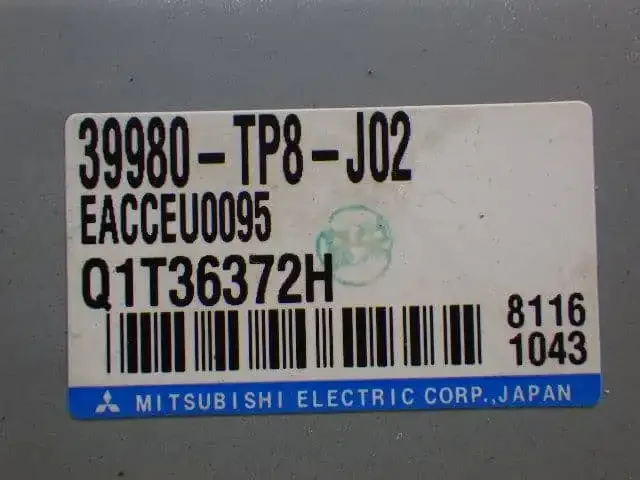 39980-TP8-J02
EACCEU0095
Q1T36372H
8116
1043
MITSUBISHI ELECTRIC CORP.,JAPAN